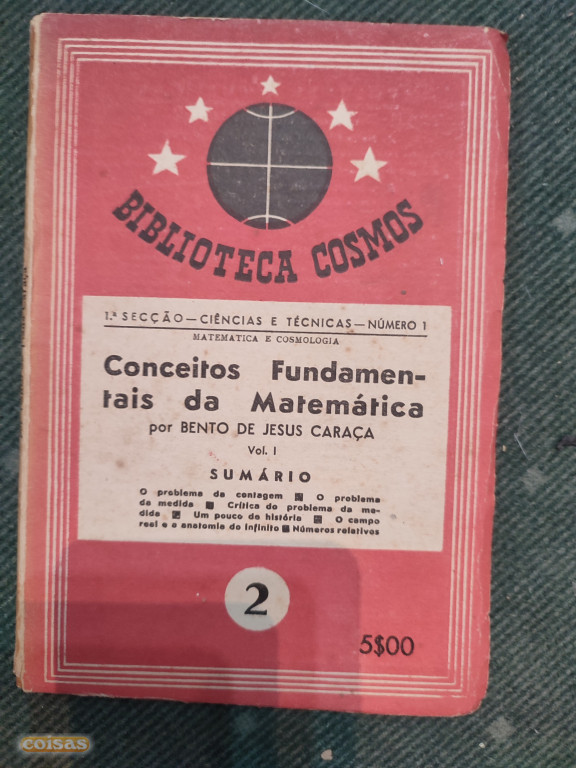 BIBLIOTECA COSMOS
1.ª SECÇÃO — CIÊNCIAS E TÉCNICAS — NÚMERO 1
MATEMATICA E COSMOLOGIA
Conceitos Fundamen-
tais da Matemática
por BENTO DE JESUS CARAÇA
Vol. I
SUMÁRIO
O problema da contagem ■ O problema
da medida ■ Crítica do problema da me-
dida ■ Um pouco de história ■ O campo
real e a anatomia do infinito ■ Números relativos
2
5$00
coisas